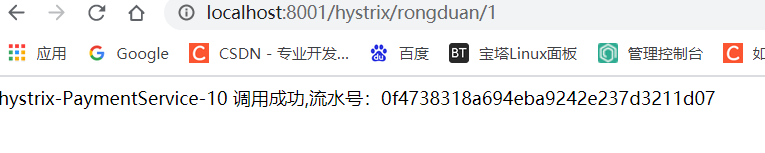 localhost:8001/hystrix/rongduan/1
应用 Google CSDN - 专业开发... 百度 BT 宝塔Linux面板 管理控制台 如
hystrix-PaymentService-10 调用成功,流水号：0f4738318a694eba9242e237d3211d07